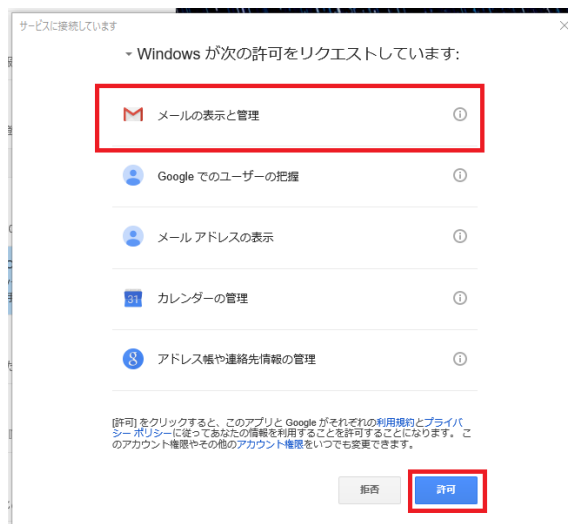 サービスに接続しています
Windows が次の許可をリクエストしています:
メールの表示と管理
Google でのユーザーの把握
メール アドレスの表示
31
カレンダーの管理
8
アドレス帳や連絡先情報の管理
[許可] をクリックすると、このアプリと Google がそれぞれの利用規約とプライバ
シー ポリシーに従ってあなたの情報を利用することを許可することになります。 こ
のアカウント権限やその他のアカウント権限をいつでも変更できます。
拒否
許可